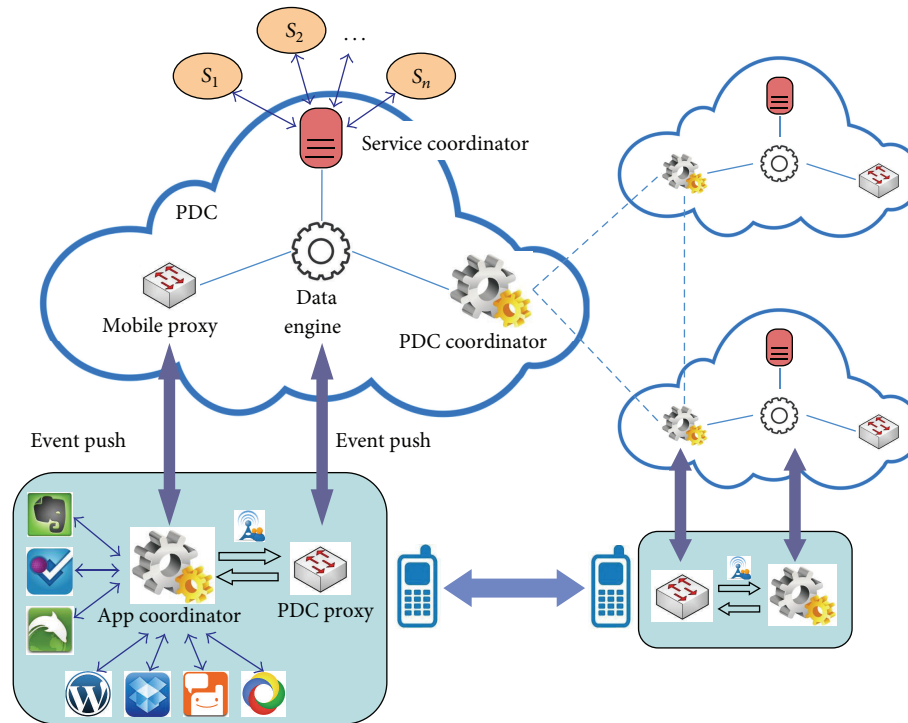 S1
S2
...
Sn
Service coordinator
PDC
Mobile proxy
Data
engine
PDC coordinator
Event push
Event push
App coordinator
PDC proxy